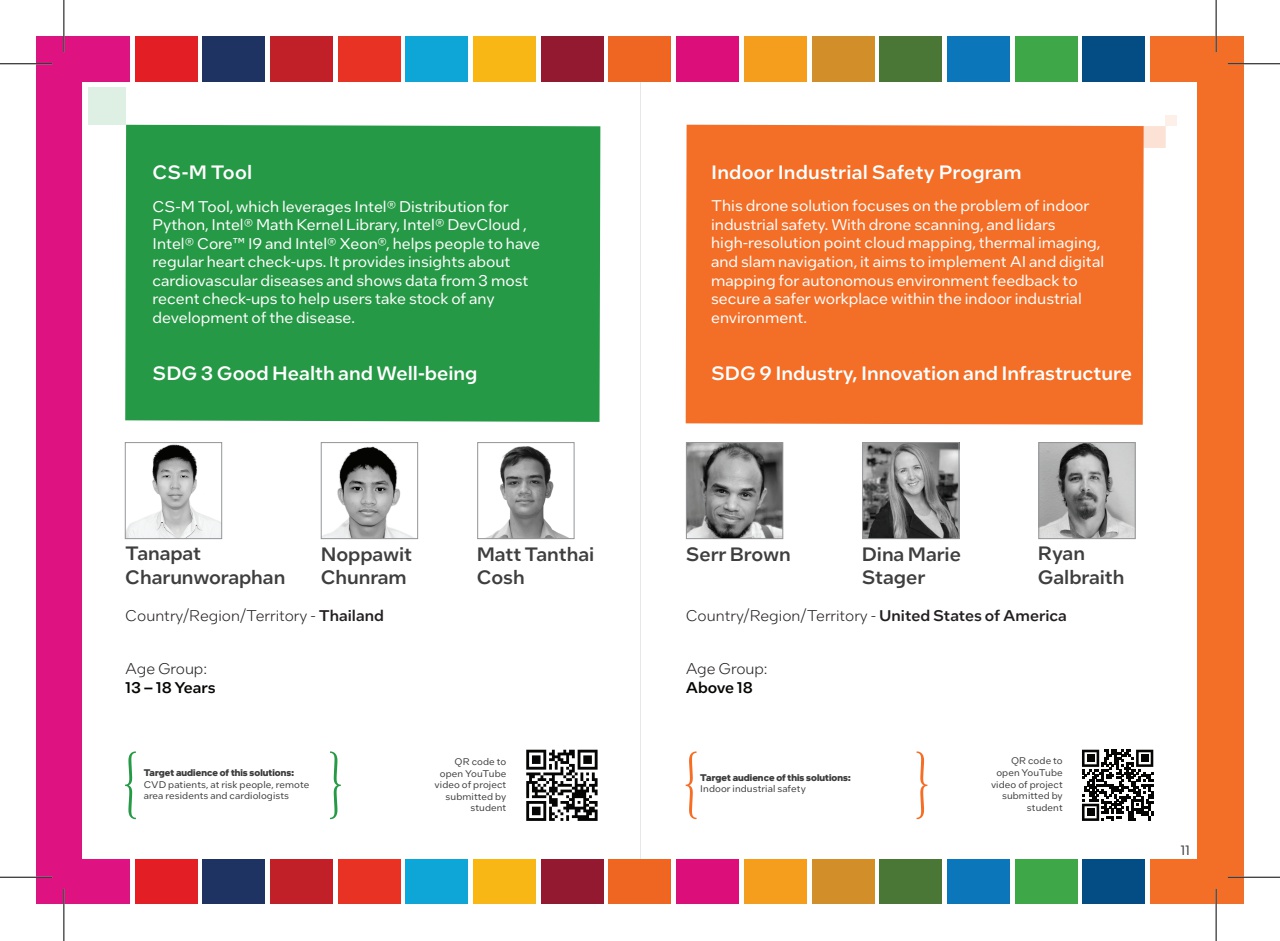 CS-M Tool
CS-M Tool, which leverages Intel® Distribution for
Python, Intel® Math Kernel Library, Intel® DevCloud ,
Intel® Core™ I9 and Intel® Xeon®, helps people to have
regular heart check-ups. It provides insights about
cardiovascular diseases and shows data from 3 most
recent check-ups to help users take stock of any
development of the disease.
SDG 3 Good Health and Well-being
Tanapat
Charunworaphan
Noppawit
Chunram
Matt Tanthai
Cosh
Country/Region/Territory - Thailand
Age Group:
13 – 18 Years
Target audience of this solutions:
CVD patients, at risk people, remote
area residents and cardiologists
QR code to
open YouTube
video of project
submitted by
student
Indoor Industrial Safety Program
This drone solution focuses on the problem of indoor
industrial safety. With drone scanning, and lidars
high-resolution point cloud mapping, thermal imaging,
and slam navigation, it aims to implement AI and digital
mapping for autonomous environment feedback to
secure a safer workplace within the indoor industrial
environment.
SDG 9 Industry, Innovation and Infrastructure
Serr Brown
Dina Marie
Stager
Ryan
Galbraith
Country/Region/Territory - United States of America
Age Group:
Above 18
Target audience of this solutions:
Indoor industrial safety
QR code to
open YouTube
video of project
submitted by
student
11